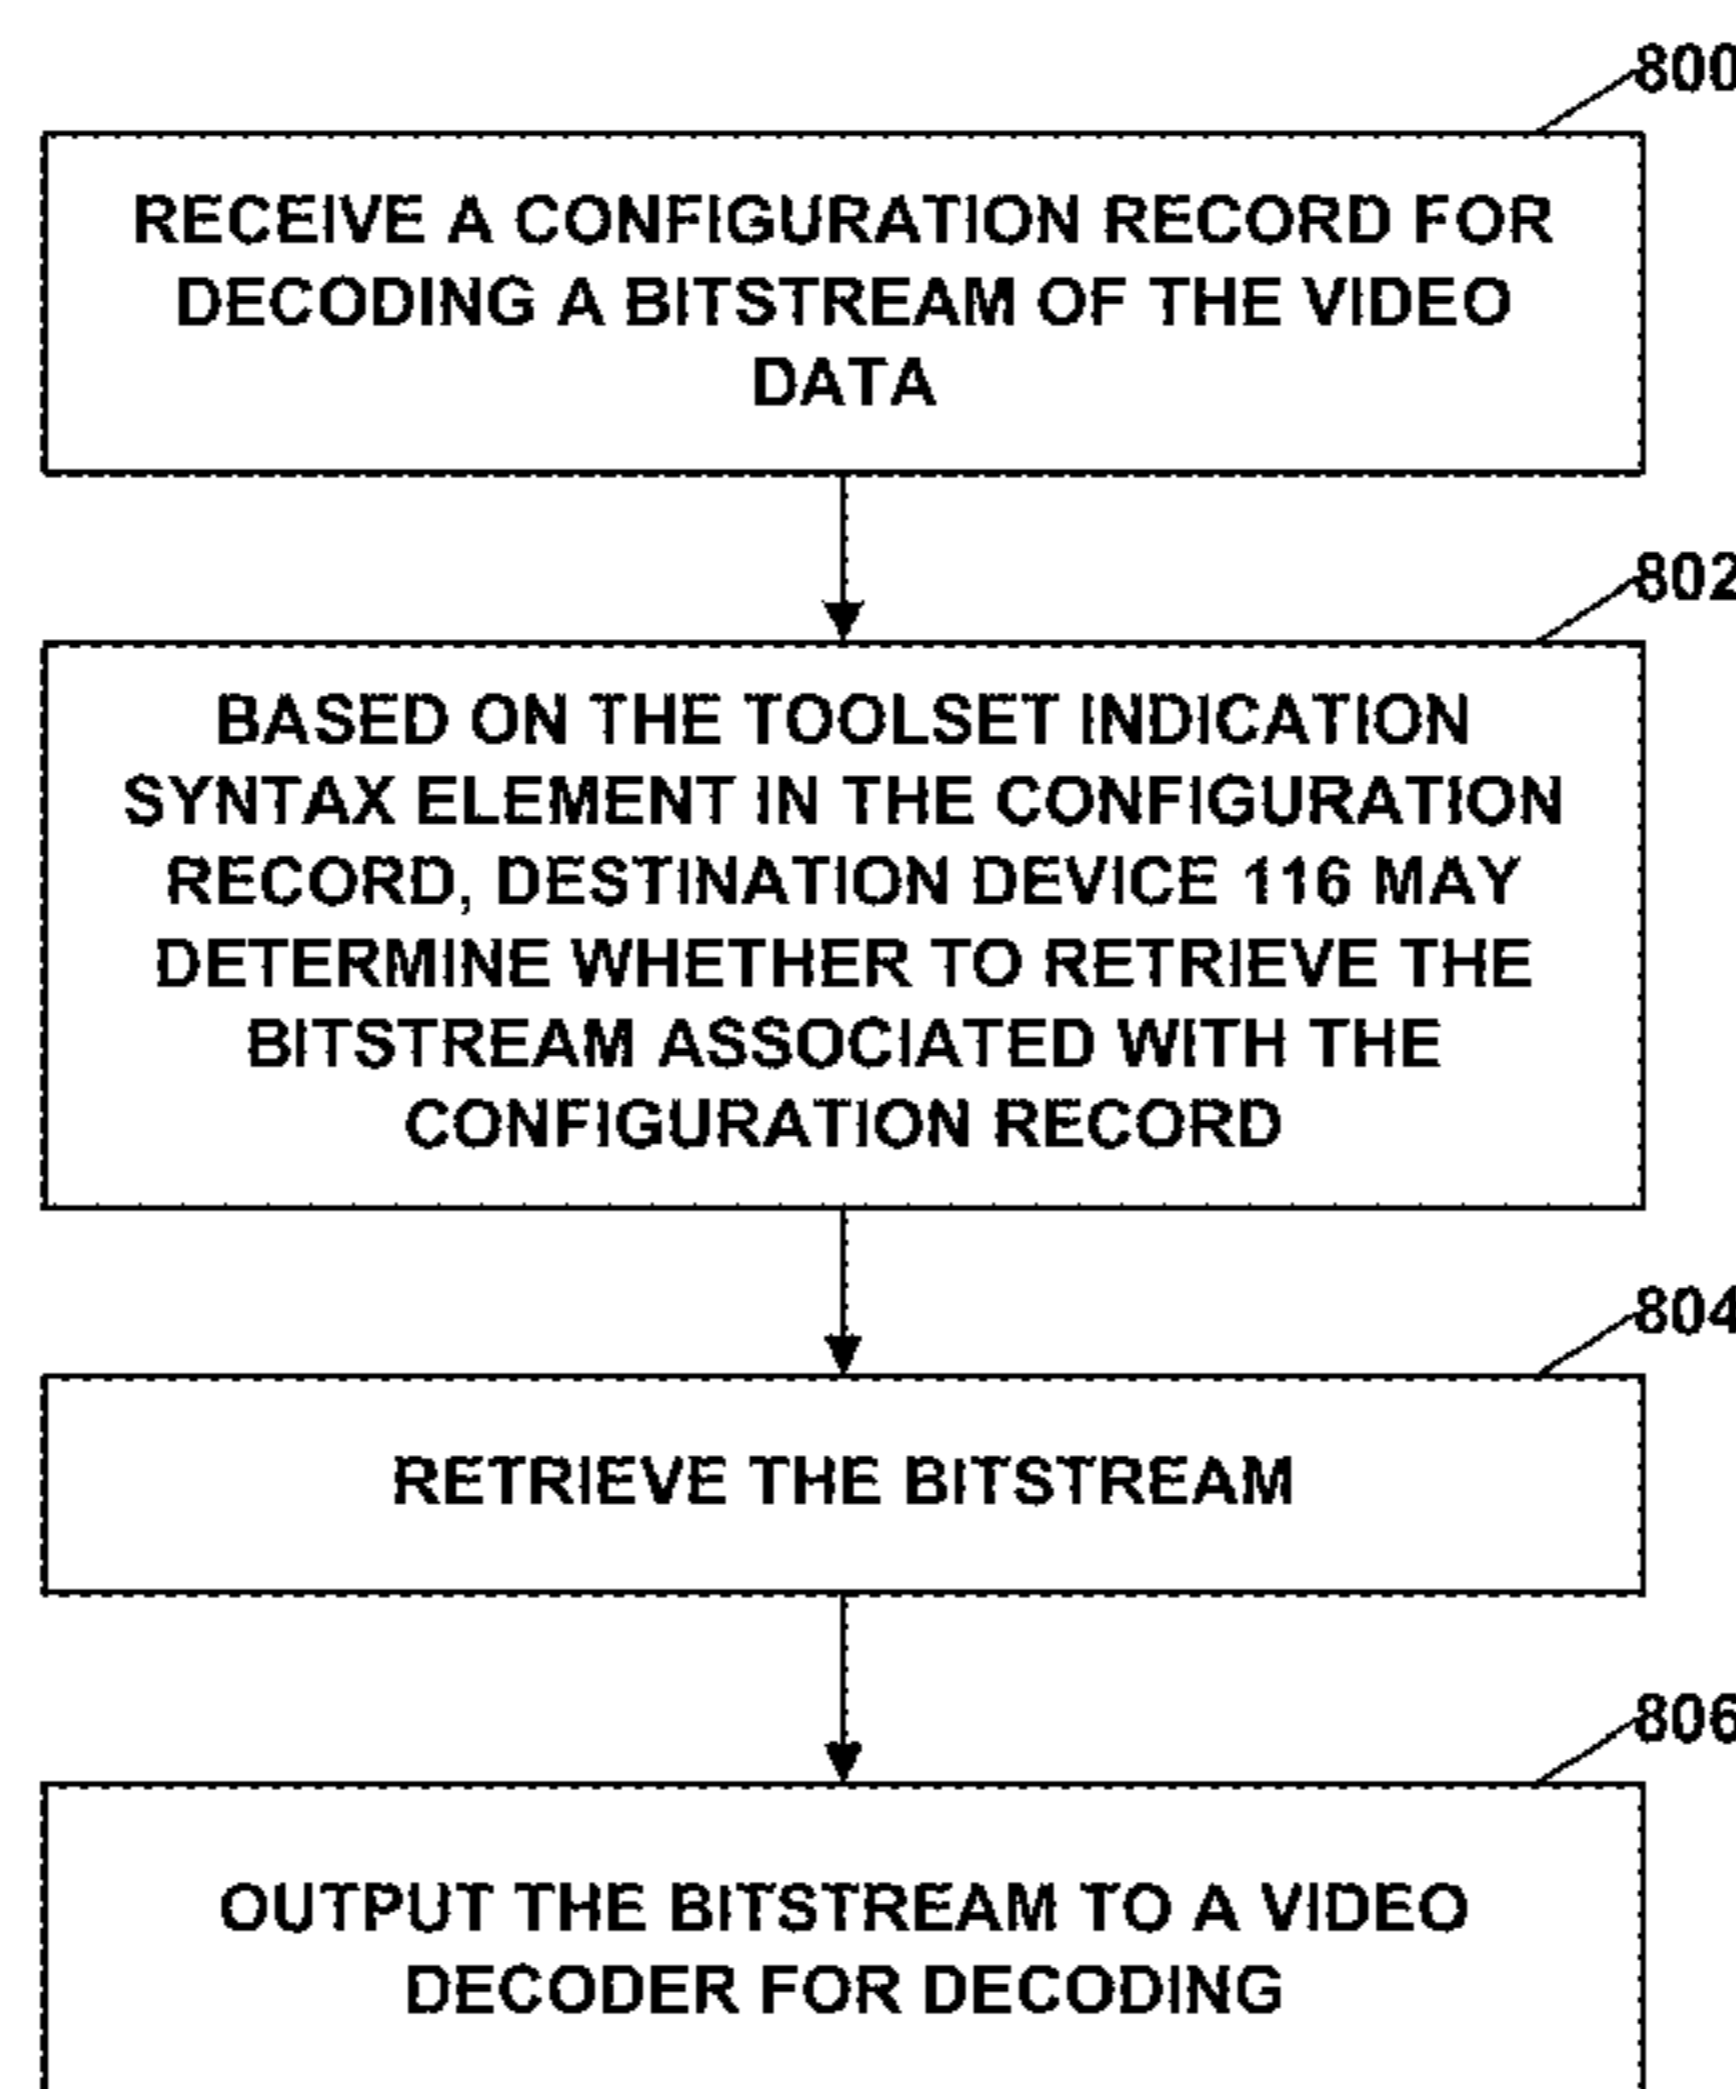 800
RECEIVE A CONFIGURATION RECORD FOR
DECODING A BITSTREAM OF THE VIDEO
DATA
802
BASED ON THE TOOLSET INDICATION
SYNTAX ELEMENT IN THE CONFIGURATION
RECORD, DESTINATION DEVICE 116 MAY
DETERMINE WHETHER TO RETRIEVE THE
BITSTREAM ASSOCIATED WITH THE
CONFIGURATION RECORD
804
RETRIEVE THE BITSTREAM
806
OUTPUT THE BITSTREAM TO A VIDEO
DECODER FOR DECODING